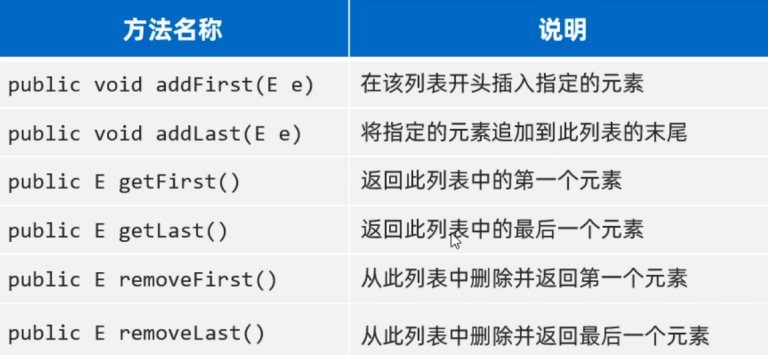 方法名称 说明
public void addFirst(E e) 在该列表开头插入指定的元素
public void addLast(E e) 将指定的元素追加到此列表的末尾
public E getFirst() 返回此列表中的第一个元素
public E getLast() 返回此列表中的最后一个元素
public E removeFirst() 从此列表中删除并返回第一个元素
public E removeLast() 从此列表中删除并返回最后一个元素